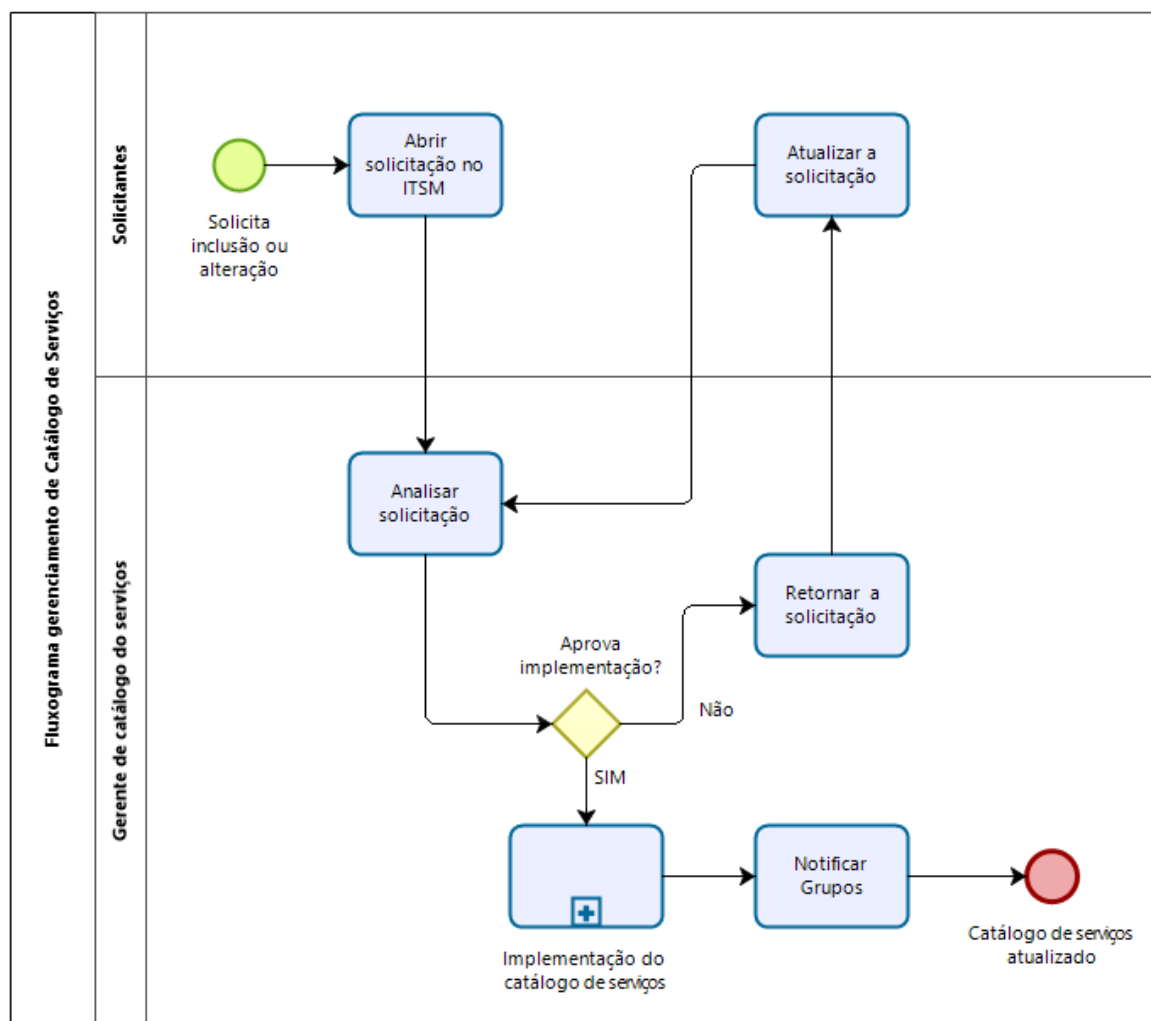 Fluxograma gerenciamento de Catálogo de Serviços
Solicitantes
Solicita
inclusão ou
alteração
Abrir
solicitação no
ITSM
Atualizar a
solicitação
Gerente de catálogo do serviços
Analisar
solicitação
Aprova
implementação?
Não
Retornar a
solicitação
SIM
Implementação do
catálogo de serviços
Notificar
Grupos
Catálogo de serviços
atualizado